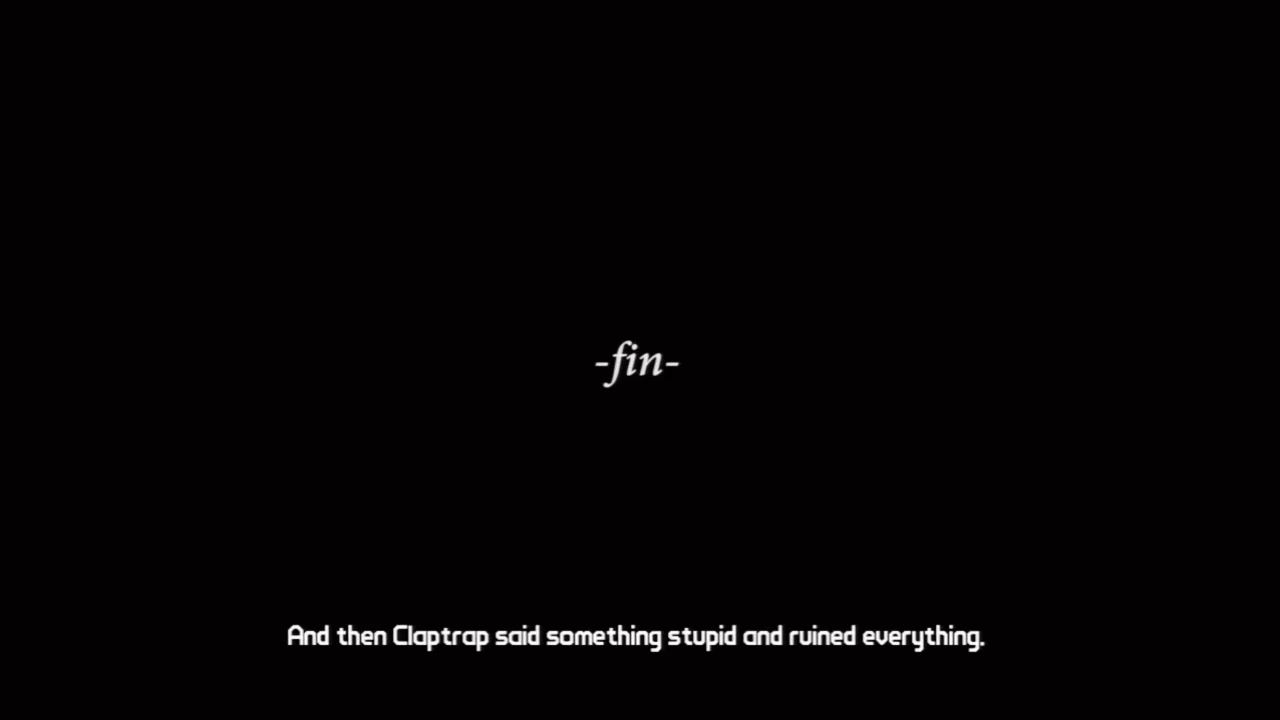 -fin-
And then Claptrap said something stupid and ruined everything.